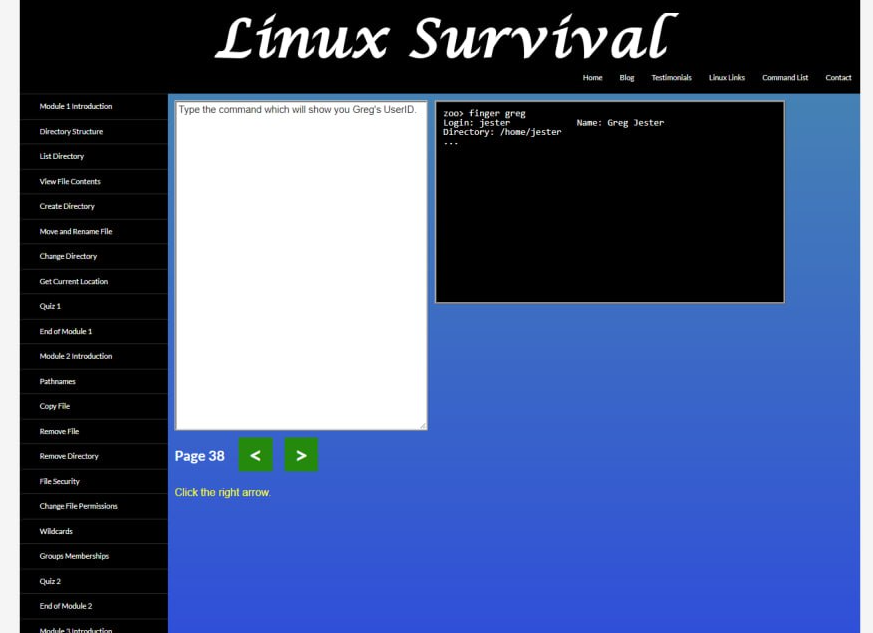 Linux Survival
Home Blog Testimonials Linux Links Command List Contact
Module 1 Introduction
Directory Structure
List Directory
View File Contents
Create Directory
Move and Rename File
Change Directory
Get Current Location
Quiz 1
End of Module 1
Module 2 Introduction
Pathnames
Copy File
Remove File
Remove Directory
File Security
Change File Permissions
Wildcards
Groups Memberships
Quiz 2
End of Module 2
Module 3 Introduction
Type the command which will show you Greg's UserID.
zoo> finger greg
Login: jester Name: Greg Jester
Directory: /home/jester
...
Page 38 < >
Click the right arrow.